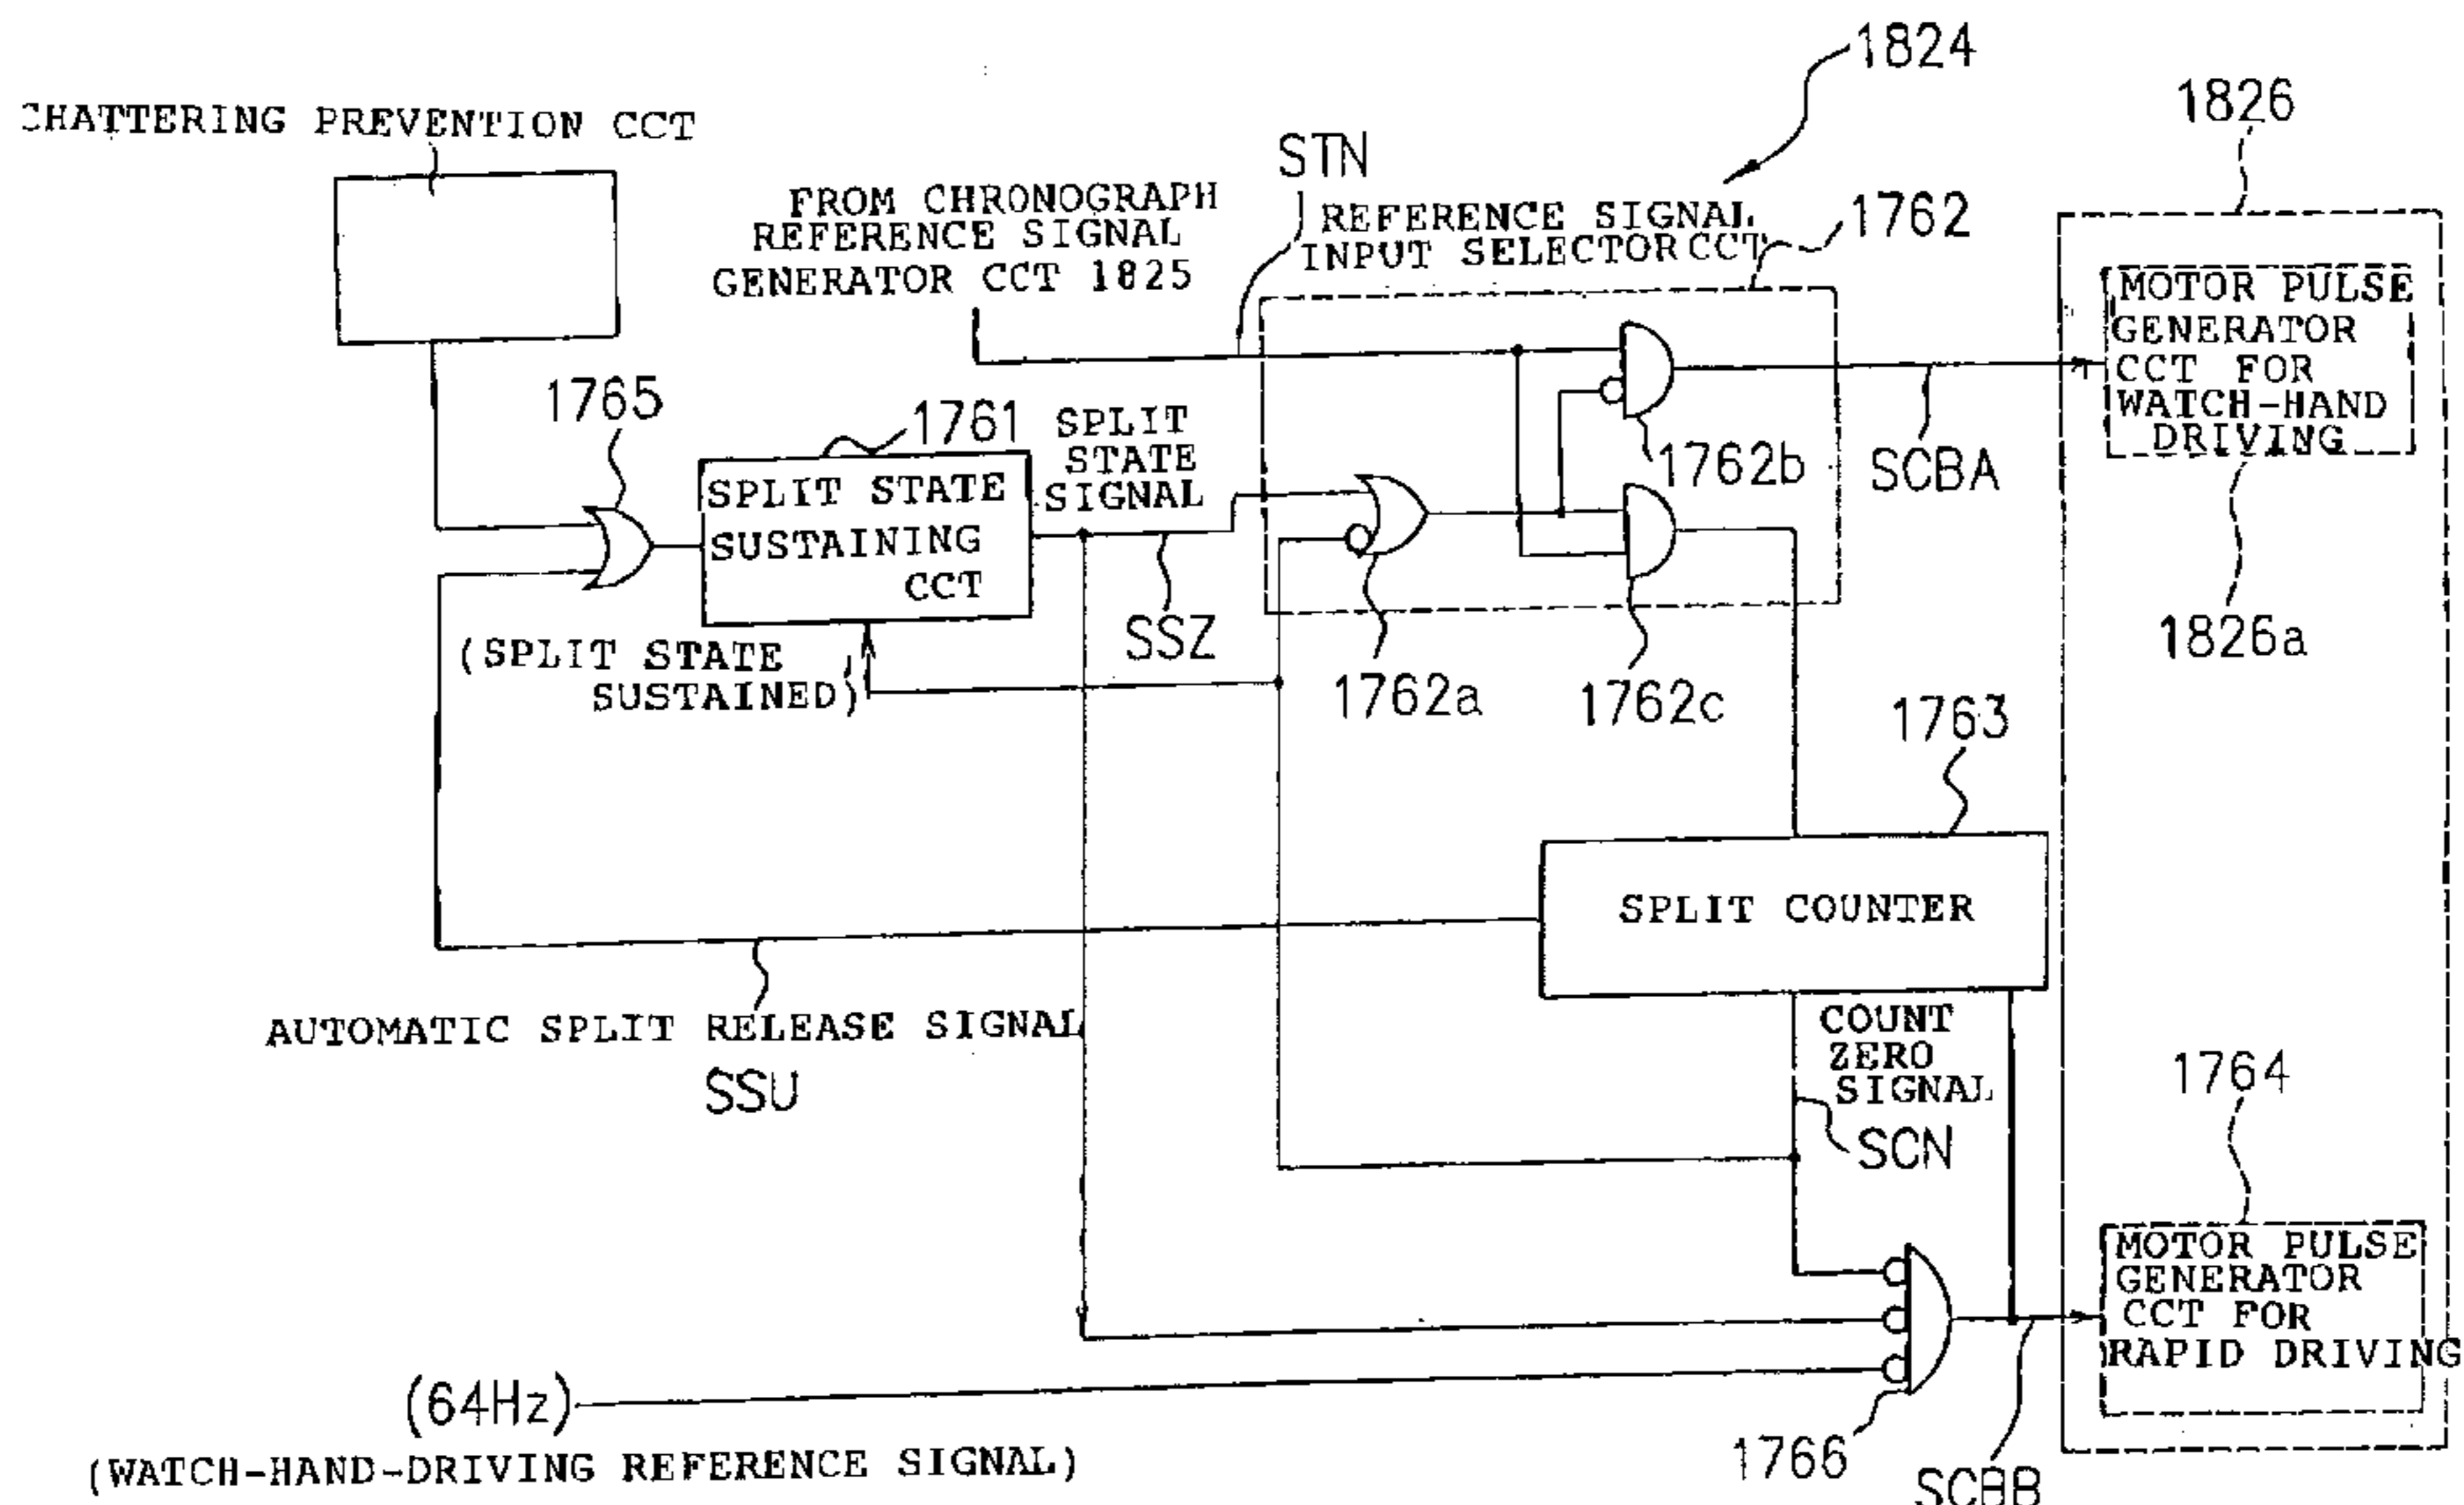 1824
CHATTERING PREVENTION CCT
1826
STN
FROM CHRONOGRAPH
REFERENCE SIGNAL
GENERATOR CCT 1825
REFERENCE SIGNAL
INPUT SELECTOR CCT
1762
MOTOR PULSE
GENERATOR
CCT FOR
WATCH-HAND
DRIVING
1765
1761
SPLIT
STATE
SIGNAL
1762b
SCBA
SPLIT STATE
SUSTAINING
CCT
(SPLIT STATE
SUSTAINED)
SSZ
1762a
1762c
1826a
1763
SPLIT COUNTER
AUTOMATIC SPLIT RELEASE SIGNAL
SSU
COUNT
ZERO
SIGNAL
SCN
1764
MOTOR PULSE
GENERATOR
CCT FOR
RAPID DRIVING
(64Hz)
(WATCH-HAND-DRIVING REFERENCE SIGNAL)
1766
SCBB